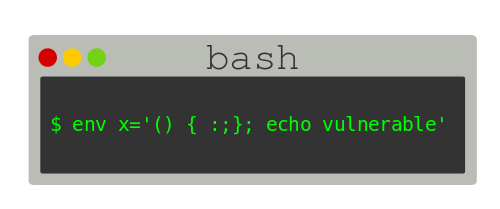 bash
$ env x='() { :;}; echo vulnerable'